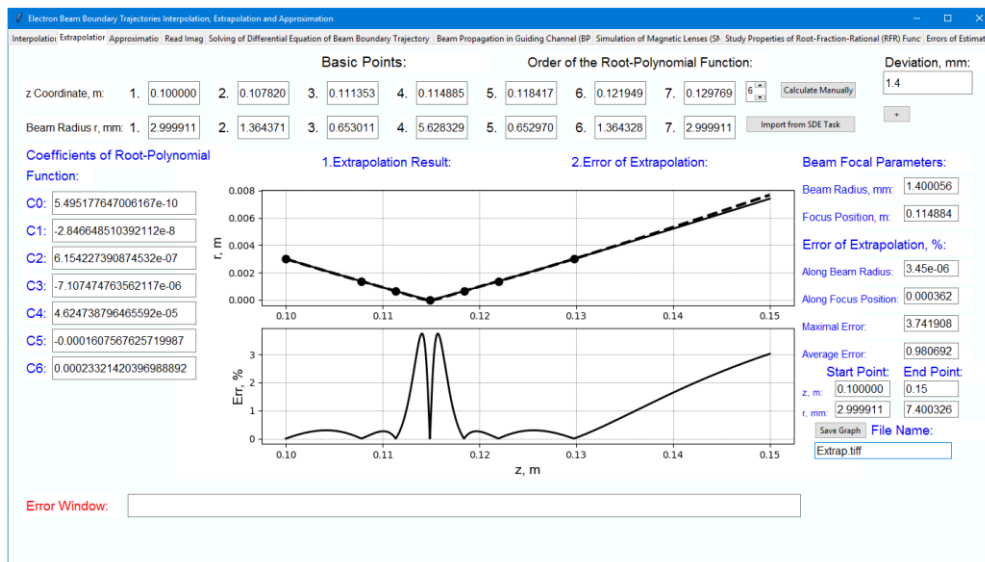 Electron Beam Boundary Trajectories Interpolation, Extrapolation and Approximation
Interpolation Extrapolation Approximatio Read Imag Solving of Differential Equation of Beam Boundary Trajectory Beam Propagation in Guiding Channel (BP Simulation of Magnetic Lenses (SM Study Properties of Root-Fraction-Rational (RFR) Func Errors of Estimat
Basic Points: Order of the Root-Polynomial Function: Deviation, mm:
z Coordinate, m: 1. 0.100000 2. 0.107820 3. 0.111353 4. 0.114885 5. 0.118417 6. 0.121949 7. 0.129769 6 Calculate Manually 1.4
+
Beam Radius r, mm: 1. 2.999911 2. 1.364371 3. 0.653011 4. 5.628329 5. 0.652970 6. 1.364328 7. 2.999911 Import from SDE Task
Coefficients of Root-Polynomial
Function:
1.Extrapolation Result: 2.Error of Extrapolation:
Beam Focal Parameters:
C0: 5.495177647006167e-10
C1: -2.846648510392112e-8
C2: 6.154227390874532e-07
C3: -7.107474763562117e-06
C4: 4.624738796465592e-05
C5: -0.0001607567625719987
C6: 0.00023321420396988892
r, m
0.008
0.006
0.004
0.002
0.000
0.10 0.11 0.12 0.13 0.14 0.15
Err, %
3
2
1
0
0.10 0.11 0.12 0.13 0.14 0.15
z, m
Beam Radius, mm: 1.400056
Focus Position, m: 0.114884
Error of Extrapolation, %:
Along Beam Radius: 3.45e-06
Along Focus Position: 0.000362
Maximal Error: 3.741908
Average Error: 0.980692
Start Point: End Point:
z, m: 0.100000 0.15
r, mm: 2.999911 7.400326
Save Graph File Name:
Extrap.tiff
Error Window: